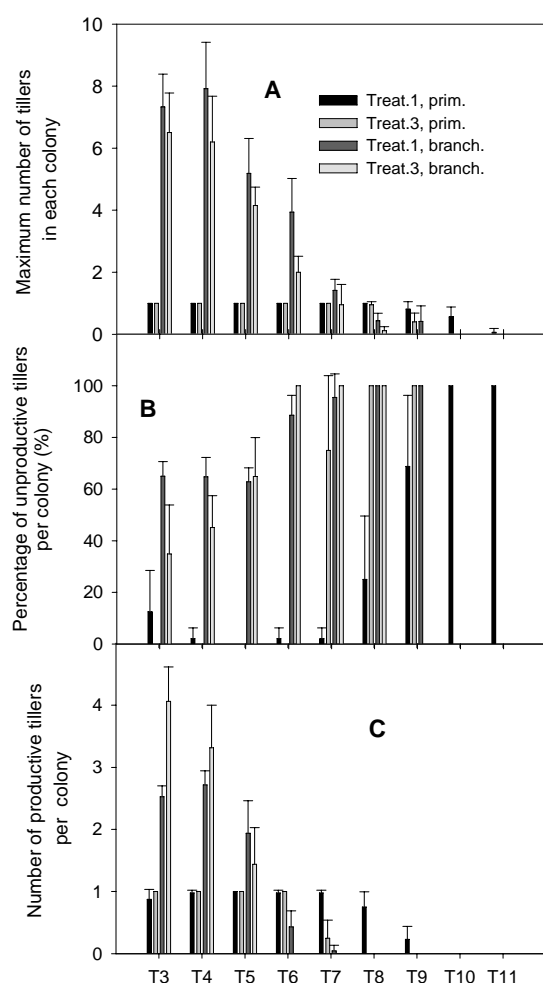 10
8
6
4
2
0
Maximum number of tillers
in each colony
A
Treat.1, prim.
Treat.3, prim.
Treat.1, branch.
Treat.3, branch.
100
80
60
40
20
0
Percentage of unproductive tillers
per colony (%)
B
4
3
2
1
0
Number of productive tillers
per colony
C
T3 T4 T5 T6 T7 T8 T9 T10 T11